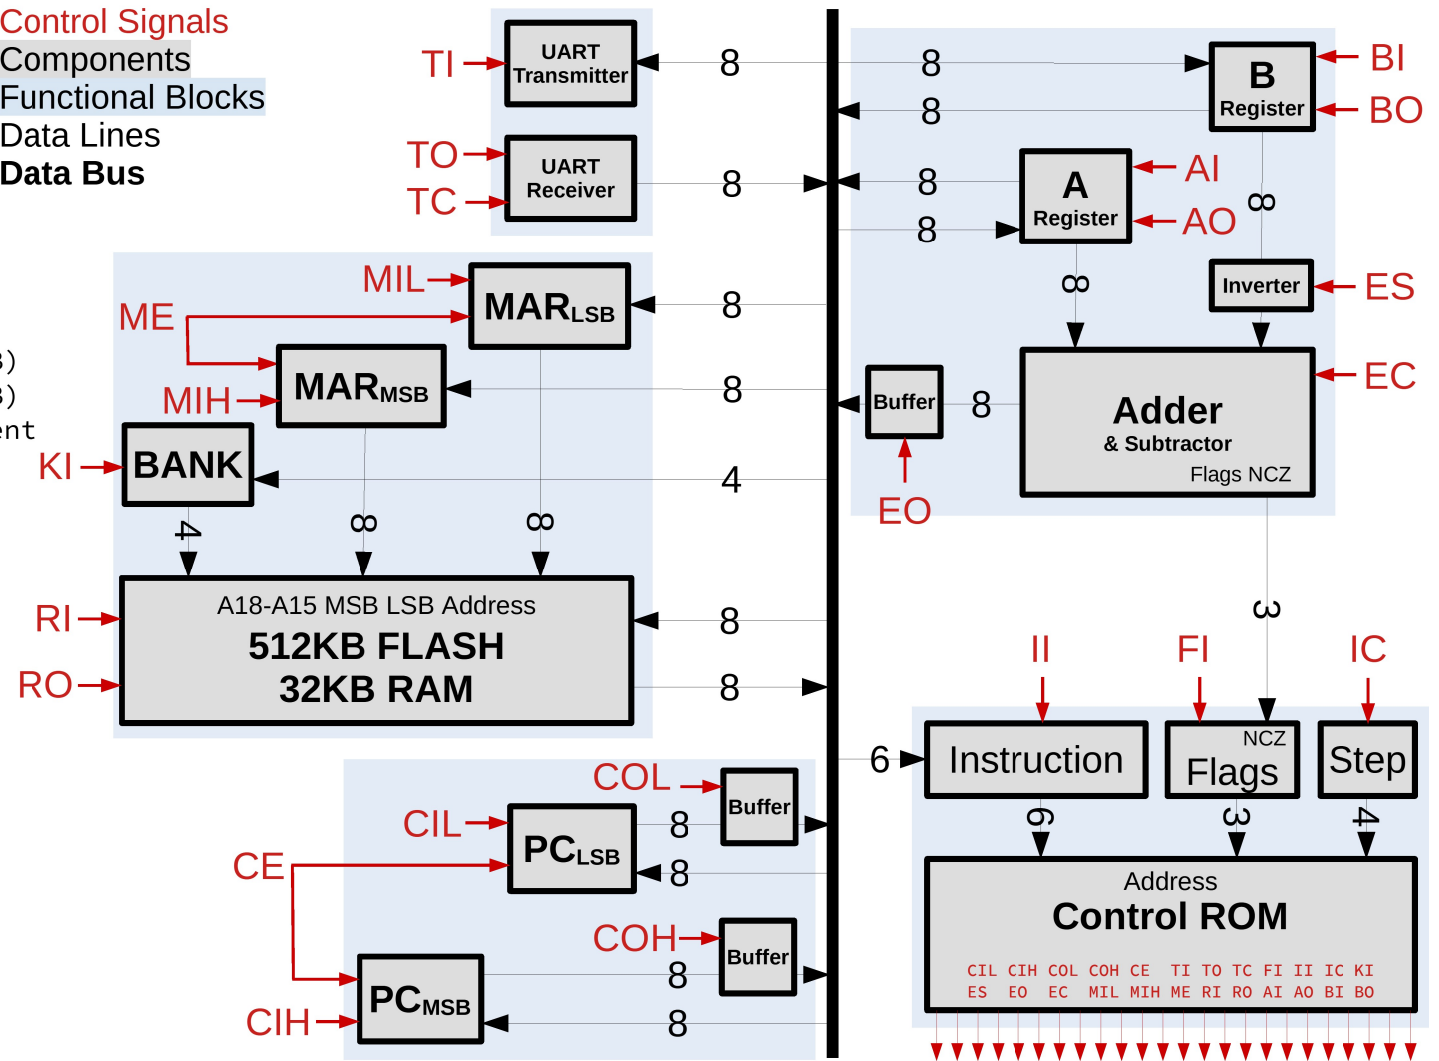 Control Signals
Components
Functional Blocks
Data Lines
Data Bus
B)
B)
ent
TI
UART
Transmitter
8
8
B
Register
BI
BO
8
TO
TC
UART
Receiver
8
8
A
Register
AI
AO
8
8
8
Inverter
ES
MIL
MAR LSB
8
ME
MAR MSB
8
MIH
KI
BANK
4
4
8
8
Buffer
8
EO
Adder
& Subtractor
Flags NCZ
EC
RI
RO
A18-A15 MSB LSB Address
512KB FLASH
32KB RAM
8
8
3
II
FI
IC
6
Instruction
NCZ
Flags
Step
6
3
4
COL
Buffer
CIL
PC LSB
8
8
CE
COH
Buffer
PC MSB
8
8
CIH
Address
Control ROM
CIL CIH COL COH CE TI TO TC FI II IC KI
ES EO EC MIL MIH ME RI RO AI AO BI BO